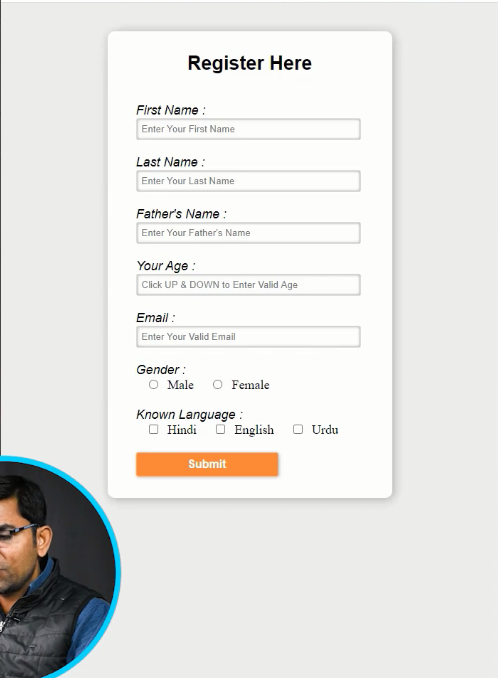 Register Here
First Name :
Enter Your First Name
Last Name :
Enter Your Last Name
Father's Name :
Enter Your Father's Name
Your Age :
Click UP & DOWN to Enter Valid Age
Email :
Enter Your Valid Email
Gender :
Male Female
Known Language :
Hindi English Urdu
Submit